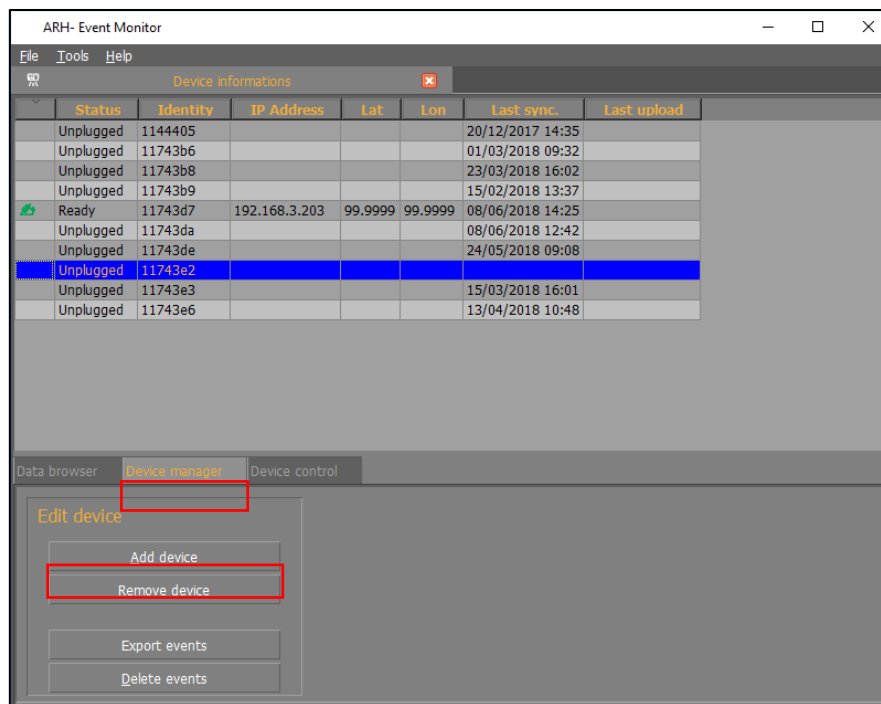 ARH- Event Monitor
File Tools Help
Device informations
Status Identity IP Address Lat Lon Last sync. Last upload
Unplugged 1144405 20/12/2017 14:35
Unplugged 11743b6 01/03/2018 09:32
Unplugged 11743b8 23/03/2018 16:02
Unplugged 11743b9 15/02/2018 13:37
Ready 11743d7 192.168.3.203 99.9999 99.9999 08/06/2018 14:25
Unplugged 11743da 08/06/2018 12:42
Unplugged 11743de 24/05/2018 09:08
Unplugged 11743e2
Unplugged 11743e3 15/03/2018 16:01
Unplugged 11743e6 13/04/2018 10:48
Data browser Device manager Device control
Edit device
Add device
Remove device
Export events
Delete events